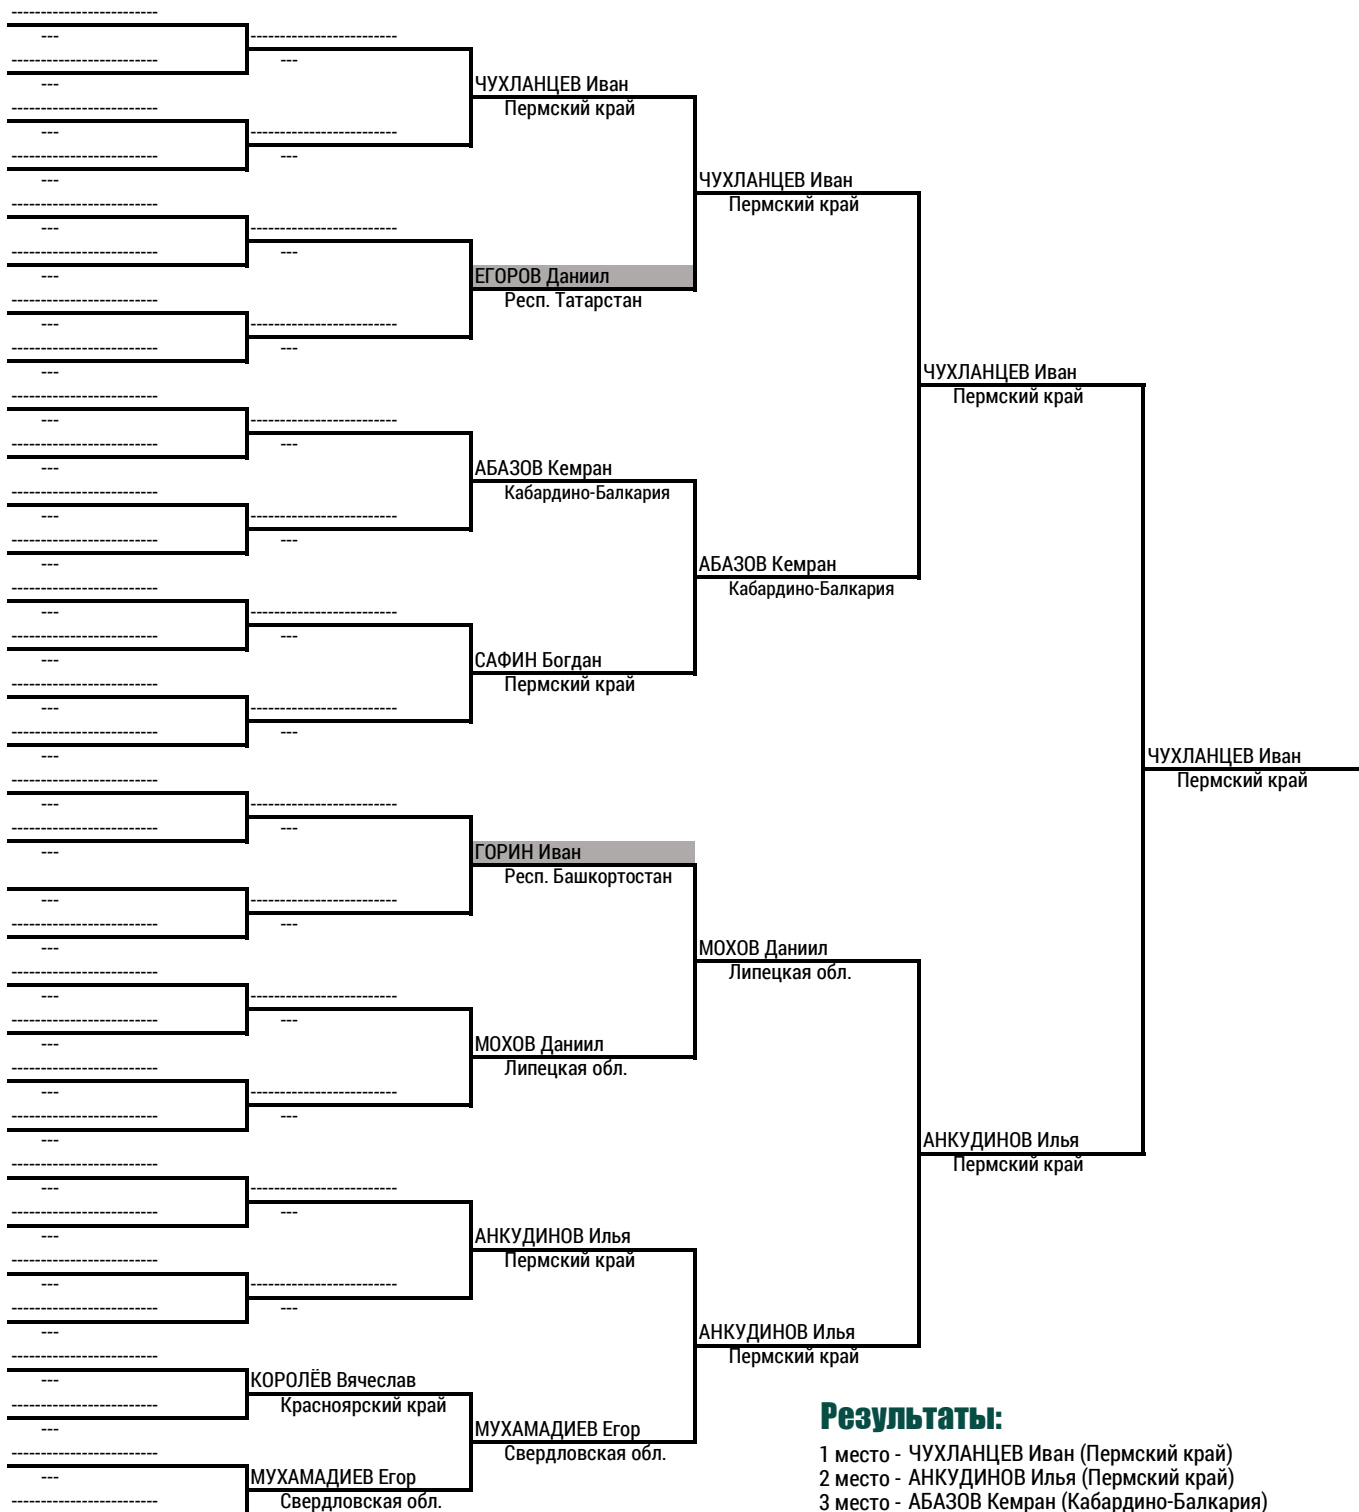 ЧУХЛАНЦЕВ Иван
Пермский край
ЧУХЛАНЦЕВ Иван
Пермский край
ЕГОРОВ Даниил
Респ. Татарстан
ЧУХЛАНЦЕВ Иван
Пермский край
АБАЗОВ Кемран
Кабардино-Балкария
АБАЗОВ Кемран
Кабардино-Балкария
САФИН Богдан
Пермский край
ЧУХЛАНЦЕВ Иван
Пермский край
ГОРИН Иван
Респ. Башкортостан
МОХОВ Даниил
Липецкая обл.
МОХОВ Даниил
Липецкая обл.
АНКУДИНОВ Илья
Пермский край
АНКУДИНОВ Илья
Пермский край
АНКУДИНОВ Илья
Пермский край
КОРОЛЁВ Вячеслав
Красноярский край
МУХАМАДИЕВ Егор
Свердловская обл.
МУХАМАДИЕВ Егор
Свердловская обл.
Результаты:
1 место - ЧУХЛАНЦЕВ Иван (Пермский край)
2 место - АНКУДИНОВ Илья (Пермский край)
3 место - АБАЗОВ Кемран (Кабардино-Балкария)